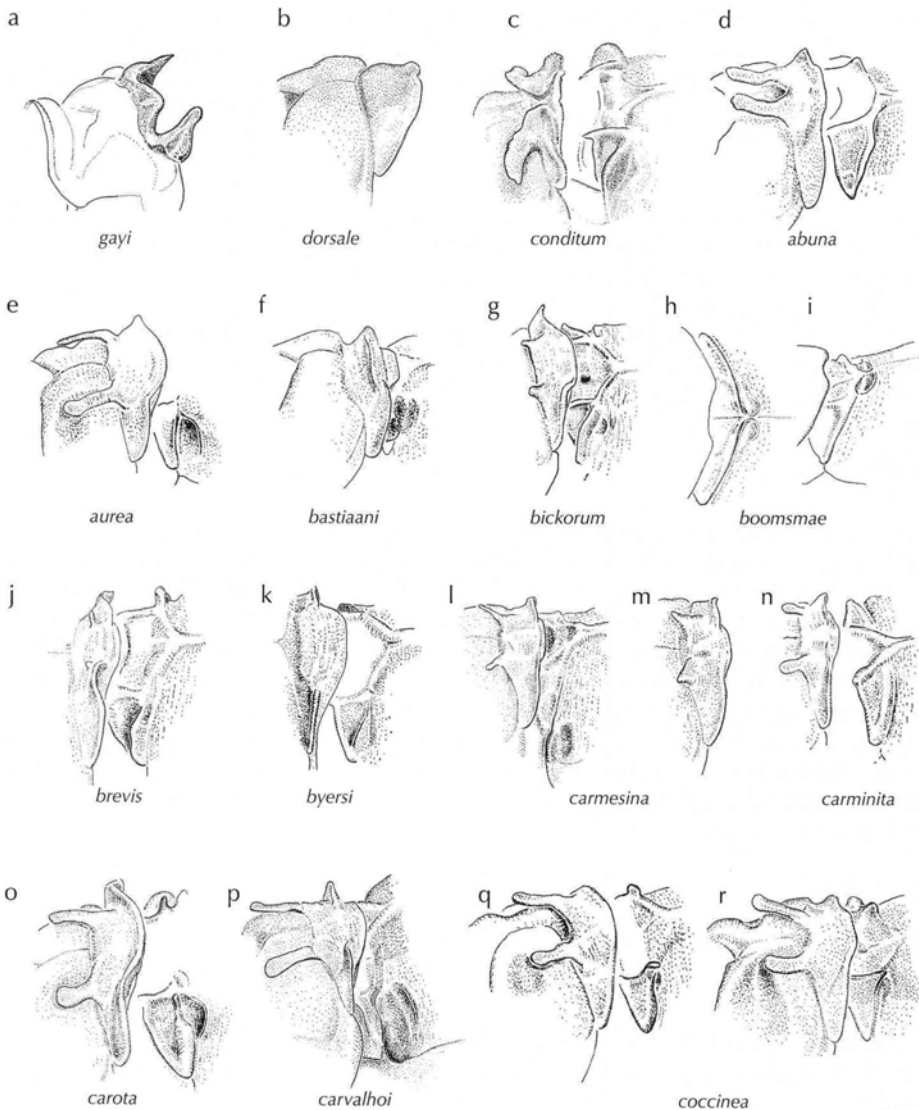 a b c d
gayi dorsale conditum abuna
e f g h i
aurea bastiaani bickorum boomsmae
j k l m n
brevis byersi carmesina carminita
o p q r
carota carvalhoi coccinea